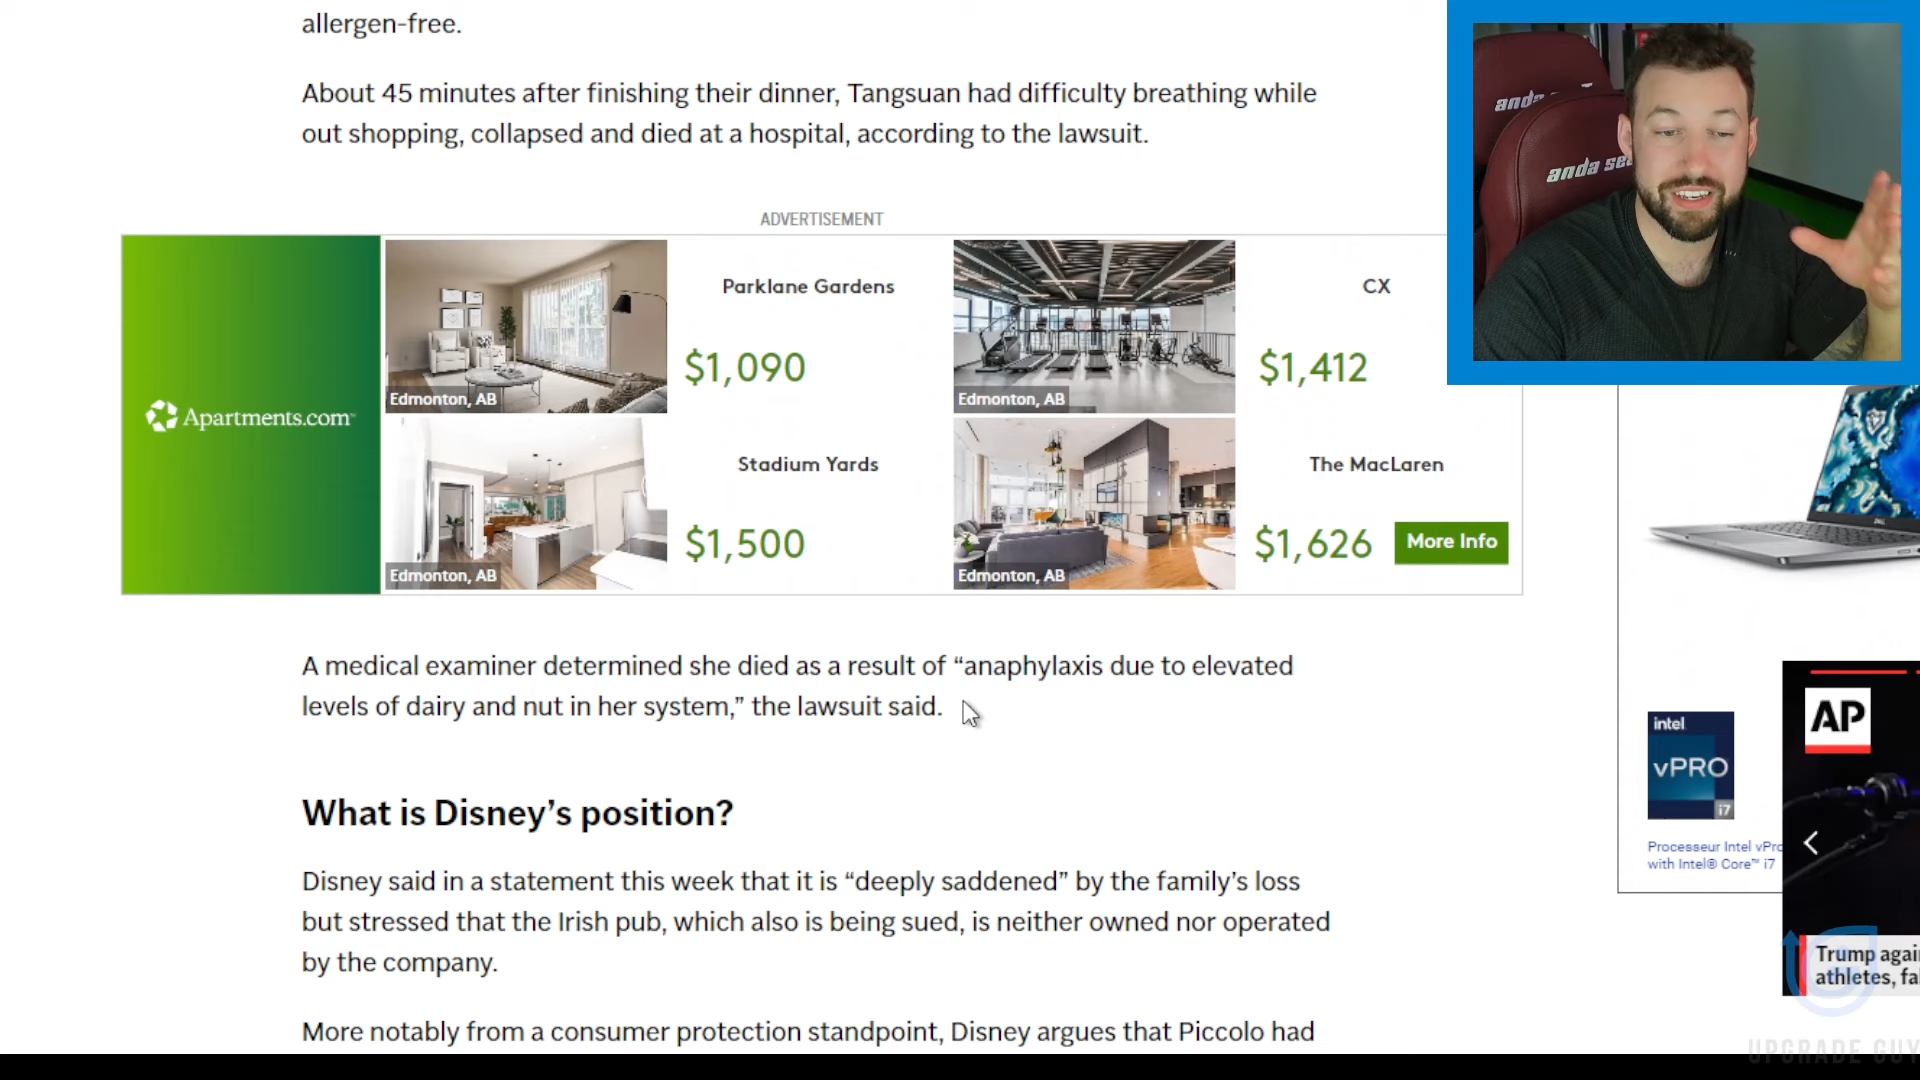 allergen-free.
About 45 minutes after finishing their dinner, Tangsuan had difficulty breathing while
out shopping, collapsed and died at a hospital, according to the lawsuit.
ADVERTISEMENT
Apartments.com
Edmonton, AB
Parklane Gardens
$1,090
Edmonton, AB
CX
$1,412
Edmonton, AB
Stadium Yards
$1,500
Edmonton, AB
The MacLaren
$1,626
More Info
anda
anda sea
A medical examiner determined she died as a result of “anaphylaxis due to elevated
levels of dairy and nut in her system,” the lawsuit said.
What is Disney’s position?
Disney said in a statement this week that it is “deeply saddened” by the family’s loss
but stressed that the Irish pub, which also is being sued, is neither owned nor operated
by the company.
More notably from a consumer protection standpoint, Disney argues that Piccolo had
intel
vPRO
i7
Processeur Intel vPro
with Intel® Core™ i7
AP
Trump agai
athletes, fa
UPGRADE GUY